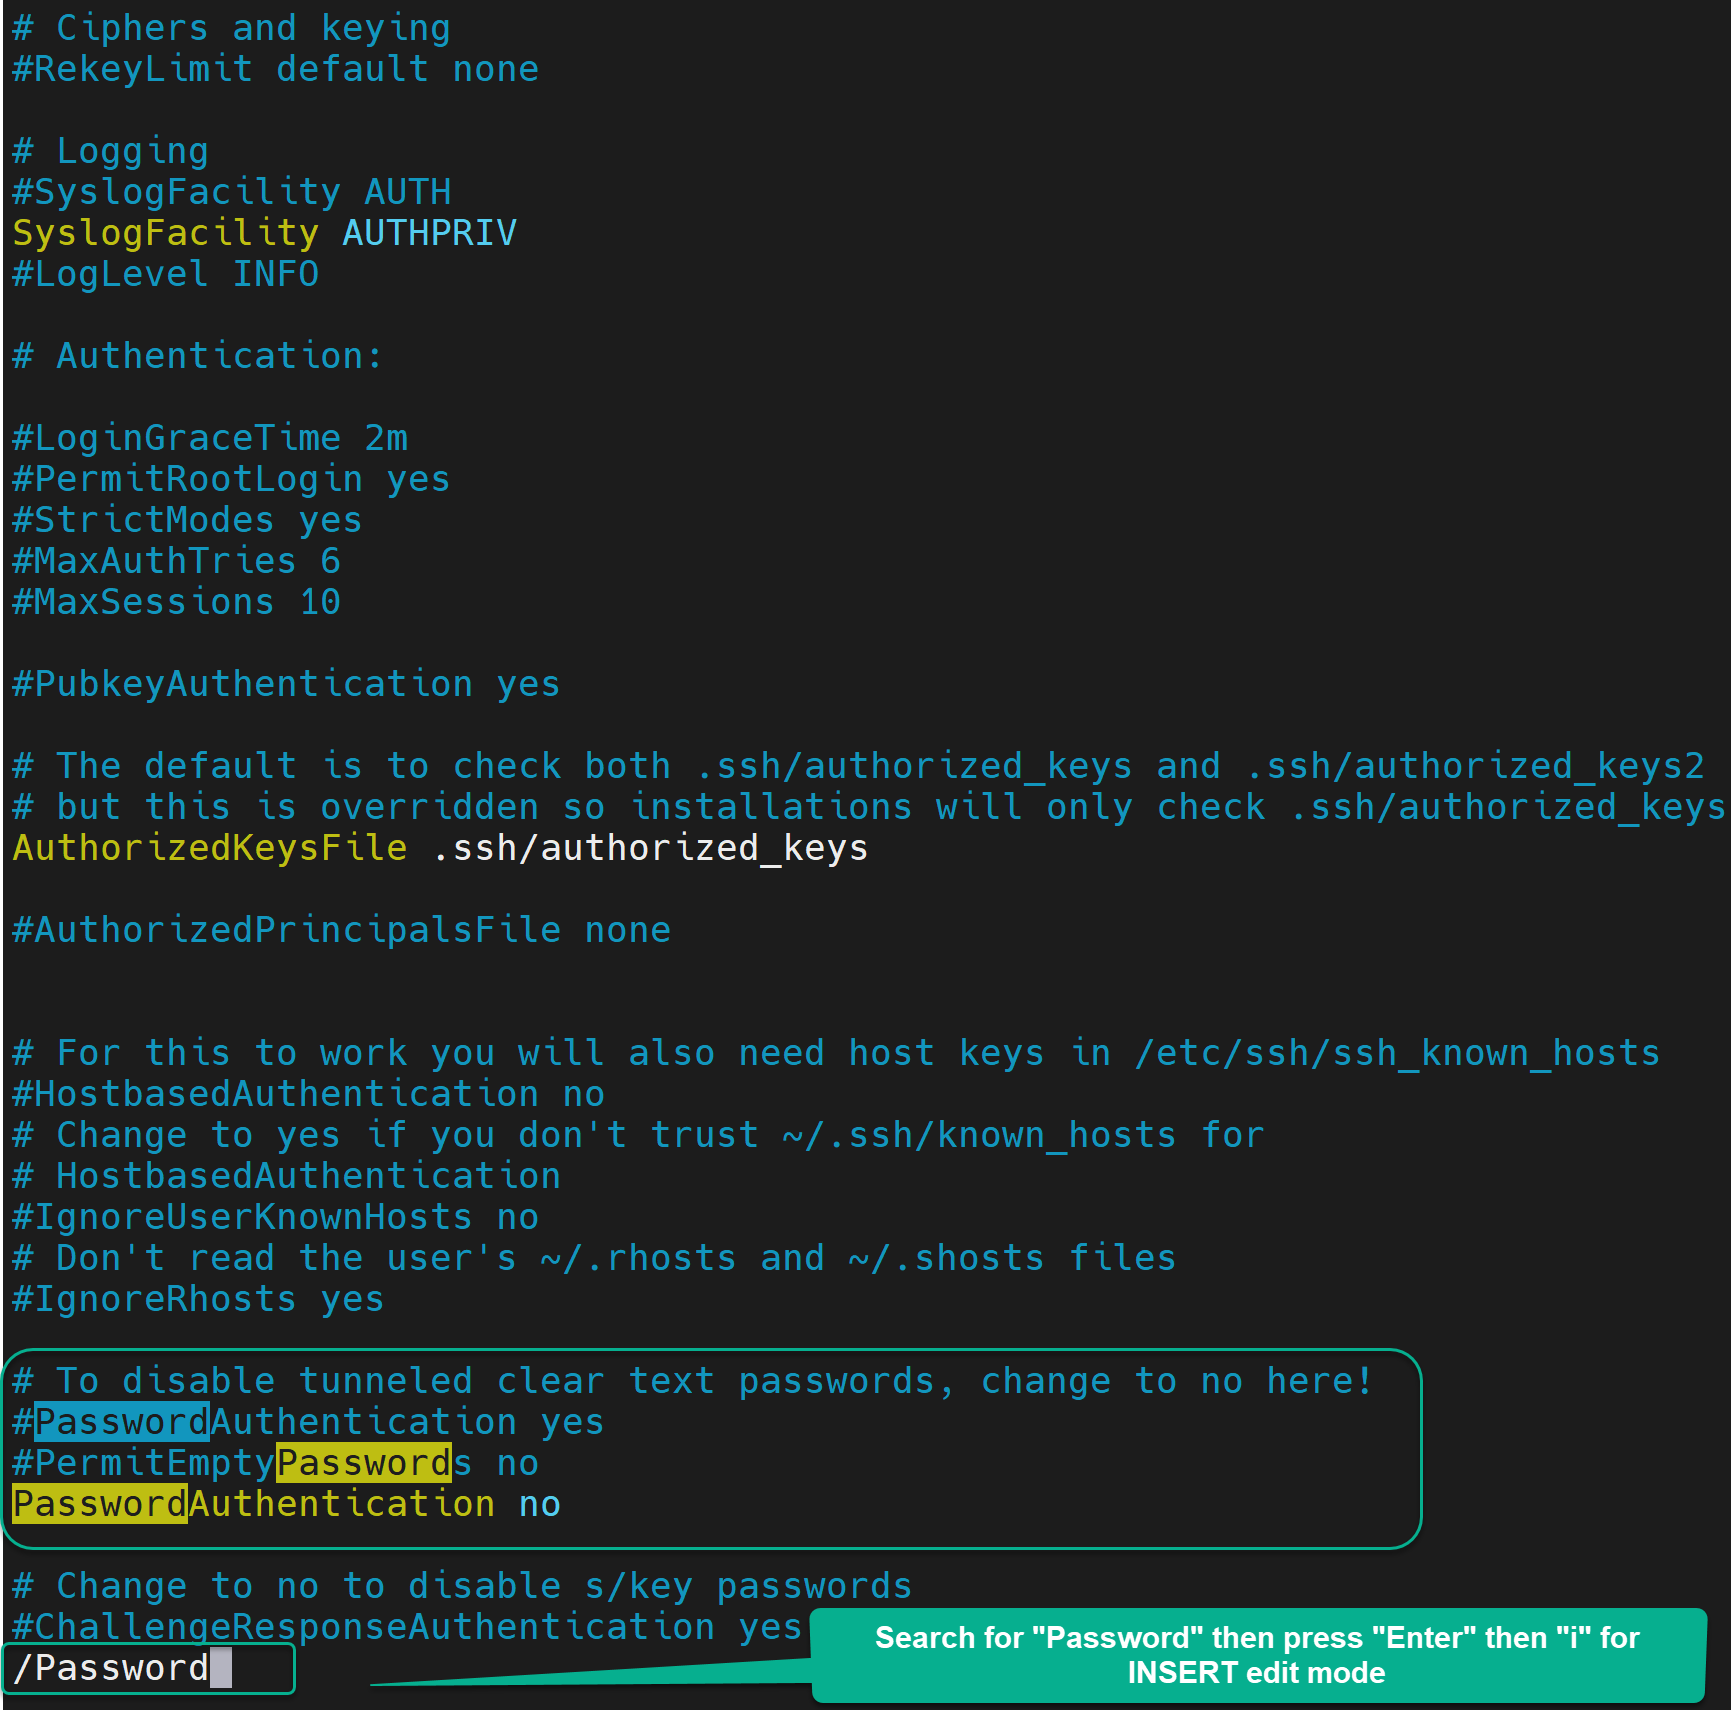 # Ciphers and keying
#RekeyLimit default none
# Logging
#SyslogFacility AUTH
SyslogFacility AUTHPRIV
#LogLevel INFO
# Authentication:
#LoginGraceTime 2m
#PermitRootLogin yes
#StrictModes yes
#MaxAuthTries 6
#MaxSessions 10
#PubkeyAuthentication yes
# The default is to check both .ssh/authorized_keys and .ssh/authorized_keys2
# but this is overridden so installations will only check .ssh/authorized_keys
AuthorizedKeysFile .ssh/authorized_keys
#AuthorizedPrincipalsFile none
# For this to work you will also need host keys in /etc/ssh/ssh_known_hosts
#HostbasedAuthentication no
# Change to yes if you don't trust ~/.ssh/known_hosts for
# HostbasedAuthentication
#IgnoreUserKnownHosts no
# Don't read the user's ~/.rhosts and ~/.shosts files
#IgnoreRhosts yes
# To disable tunneled clear text passwords, change to no here!
#PasswordAuthentication yes
#PermitEmptyPasswords no
PasswordAuthentication no
# Change to no to disable s/key passwords
#ChallengeResponseAuthentication yes
/Password
Search for "Password" then press "Enter" then "i" for
INSERT edit mode